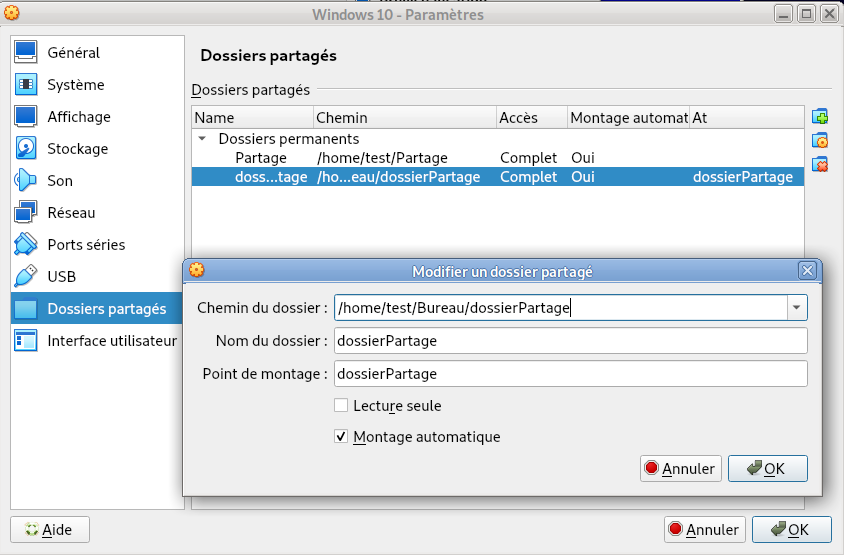 Windows 10 - Paramètres
Général
Système
Affichage
Stockage
Son
Réseau
Ports séries
USB
Dossiers partagés
Interface utilisateur
Dossiers partagés
Dossiers partagés
Name Chemin Accès Montage automat At
Dossiers permanents
Partage /home/test/Partage Complet Oui
doss...tage /ho...eau/dossierPartage Complet Oui dossierPartage
Modifier un dossier partagé
Chemin du dossier : /home/test/Bureau/dossierPartage
Nom du dossier : dossierPartage
Point de montage : dossierPartage
Lecture seule
Montage automatique
Annuler OK
Aide Annuler OK